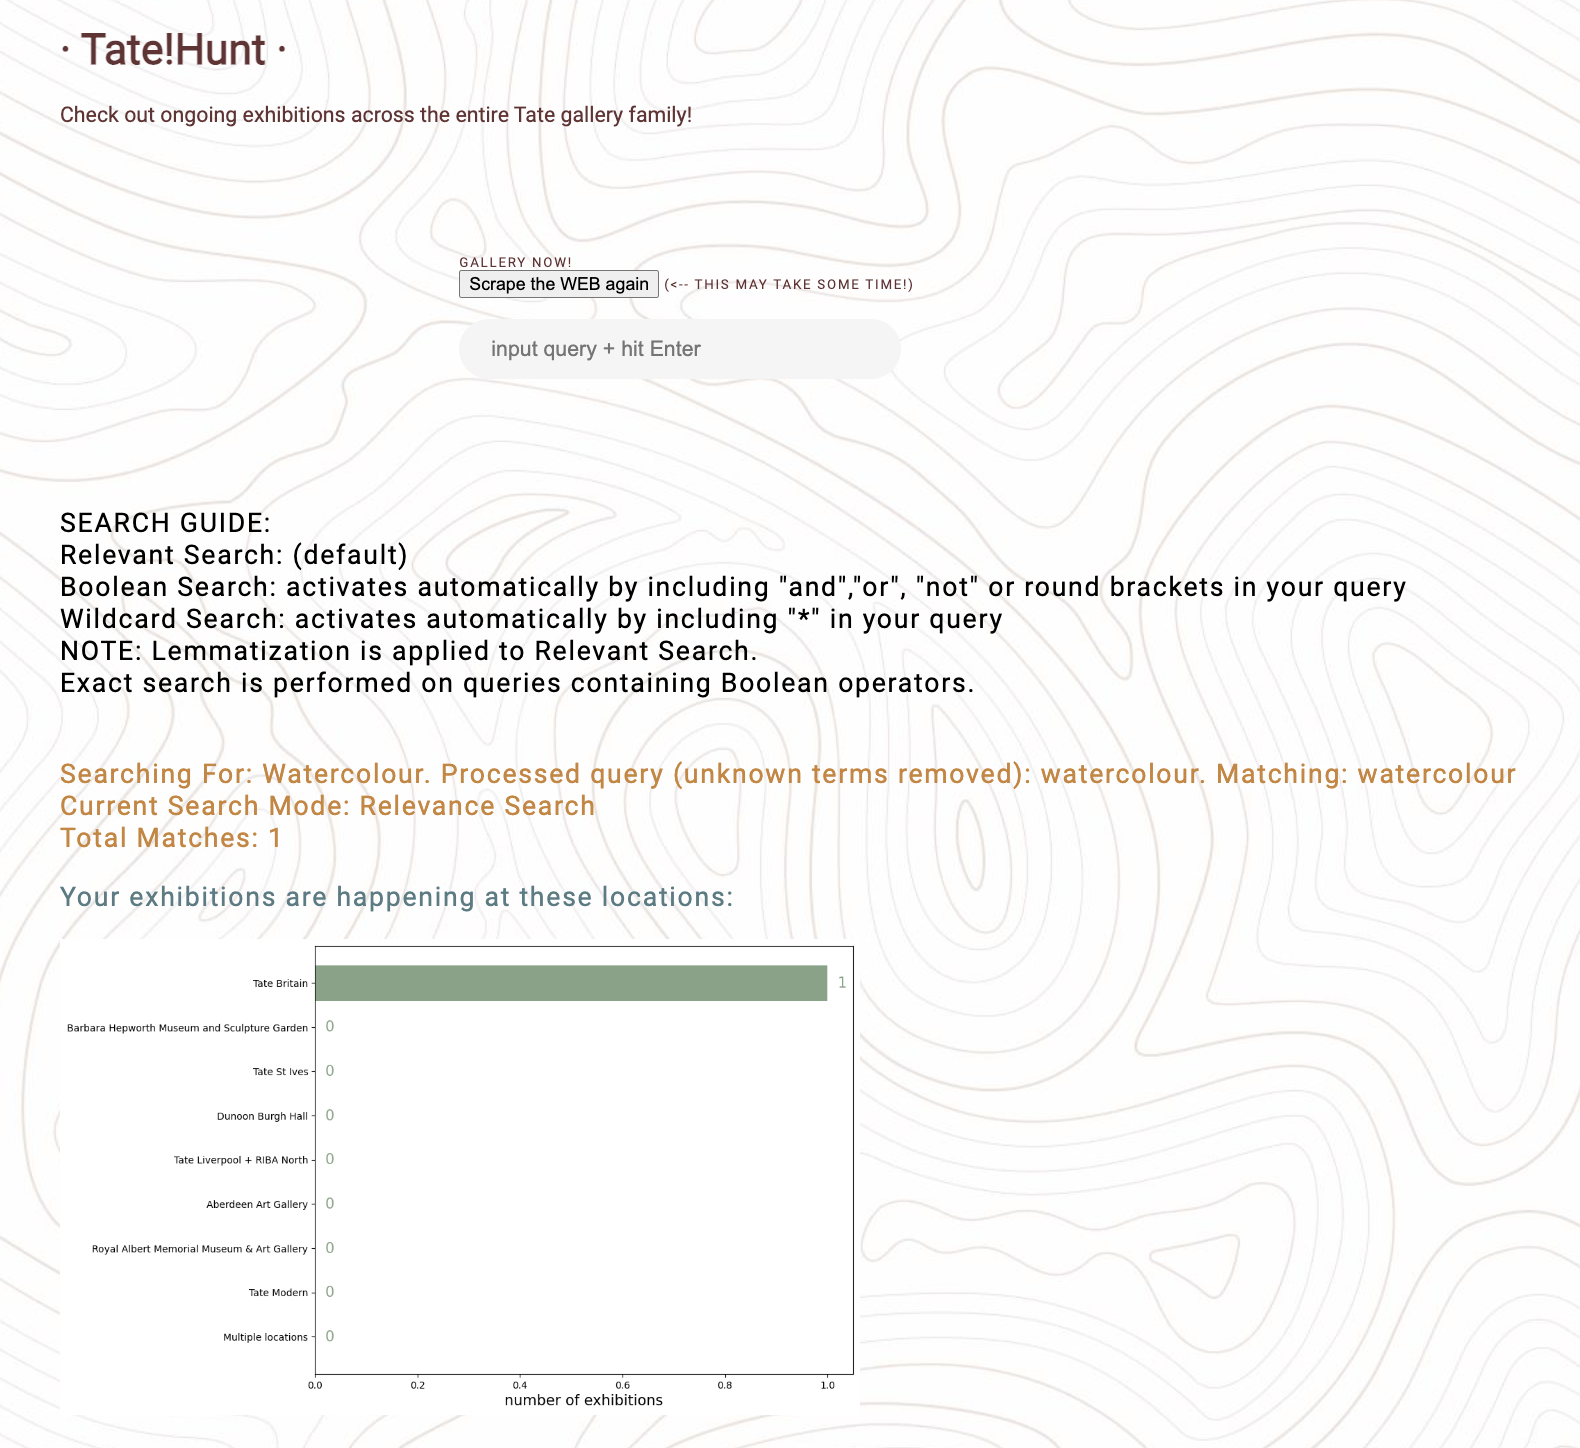 · Tate!Hunt ·
Check out ongoing exhibitions across the entire Tate gallery family!
GALLERY NOW!
Scrape the WEB again (<-- THIS MAY TAKE SOME TIME!)
input query + hit Enter
SEARCH GUIDE:
Relevant Search: (default)
Boolean Search: activates automatically by including "and","or", "not" or round brackets in your query
Wildcard Search: activates automatically by including "*" in your query
NOTE: Lemmatization is applied to Relevant Search.
Exact search is performed on queries containing Boolean operators.
Searching For: Watercolour. Processed query (unknown terms removed): watercolour. Matching: watercolour
Current Search Mode: Relevance Search
Total Matches: 1
Your exhibitions are happening at these locations:
Tate Britain 1
Barbara Hepworth Museum and Sculpture Garden 0
Tate St Ives 0
Dunoon Burgh Hall 0
Tate Liverpool + RIBA North 0
Aberdeen Art Gallery 0
Royal Albert Memorial Museum & Art Gallery 0
Tate Modern 0
Multiple locations 0
0.0 0.2 0.4 0.6 0.8 1.0
number of exhibitions